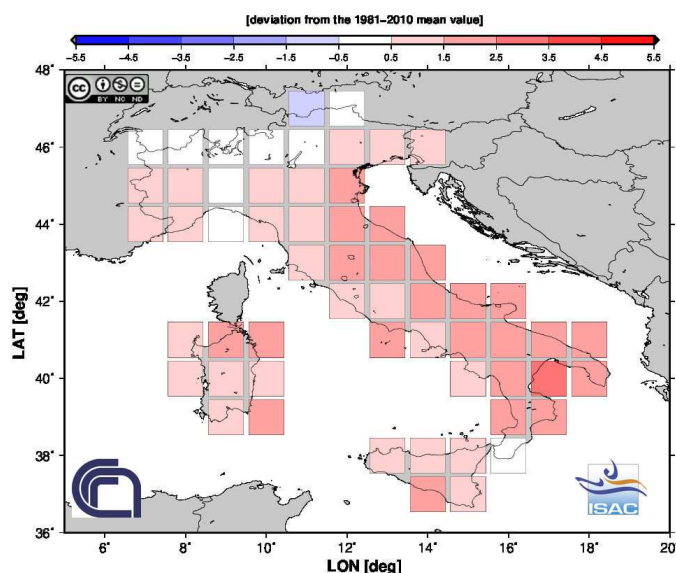 [deviation from the 1981-2010 mean value]
-5.5 -4.5 -3.5 -2.5 -1.5 -0.5 0.5 1.5 2.5 3.5 4.5 5.5
48°
46°
44°
42°
40°
38°
36°
LAT [deg]
cc BY NC ND
ISAC
6° 8° 10° 12° 14° 16° 18° 20°
LON [deg]